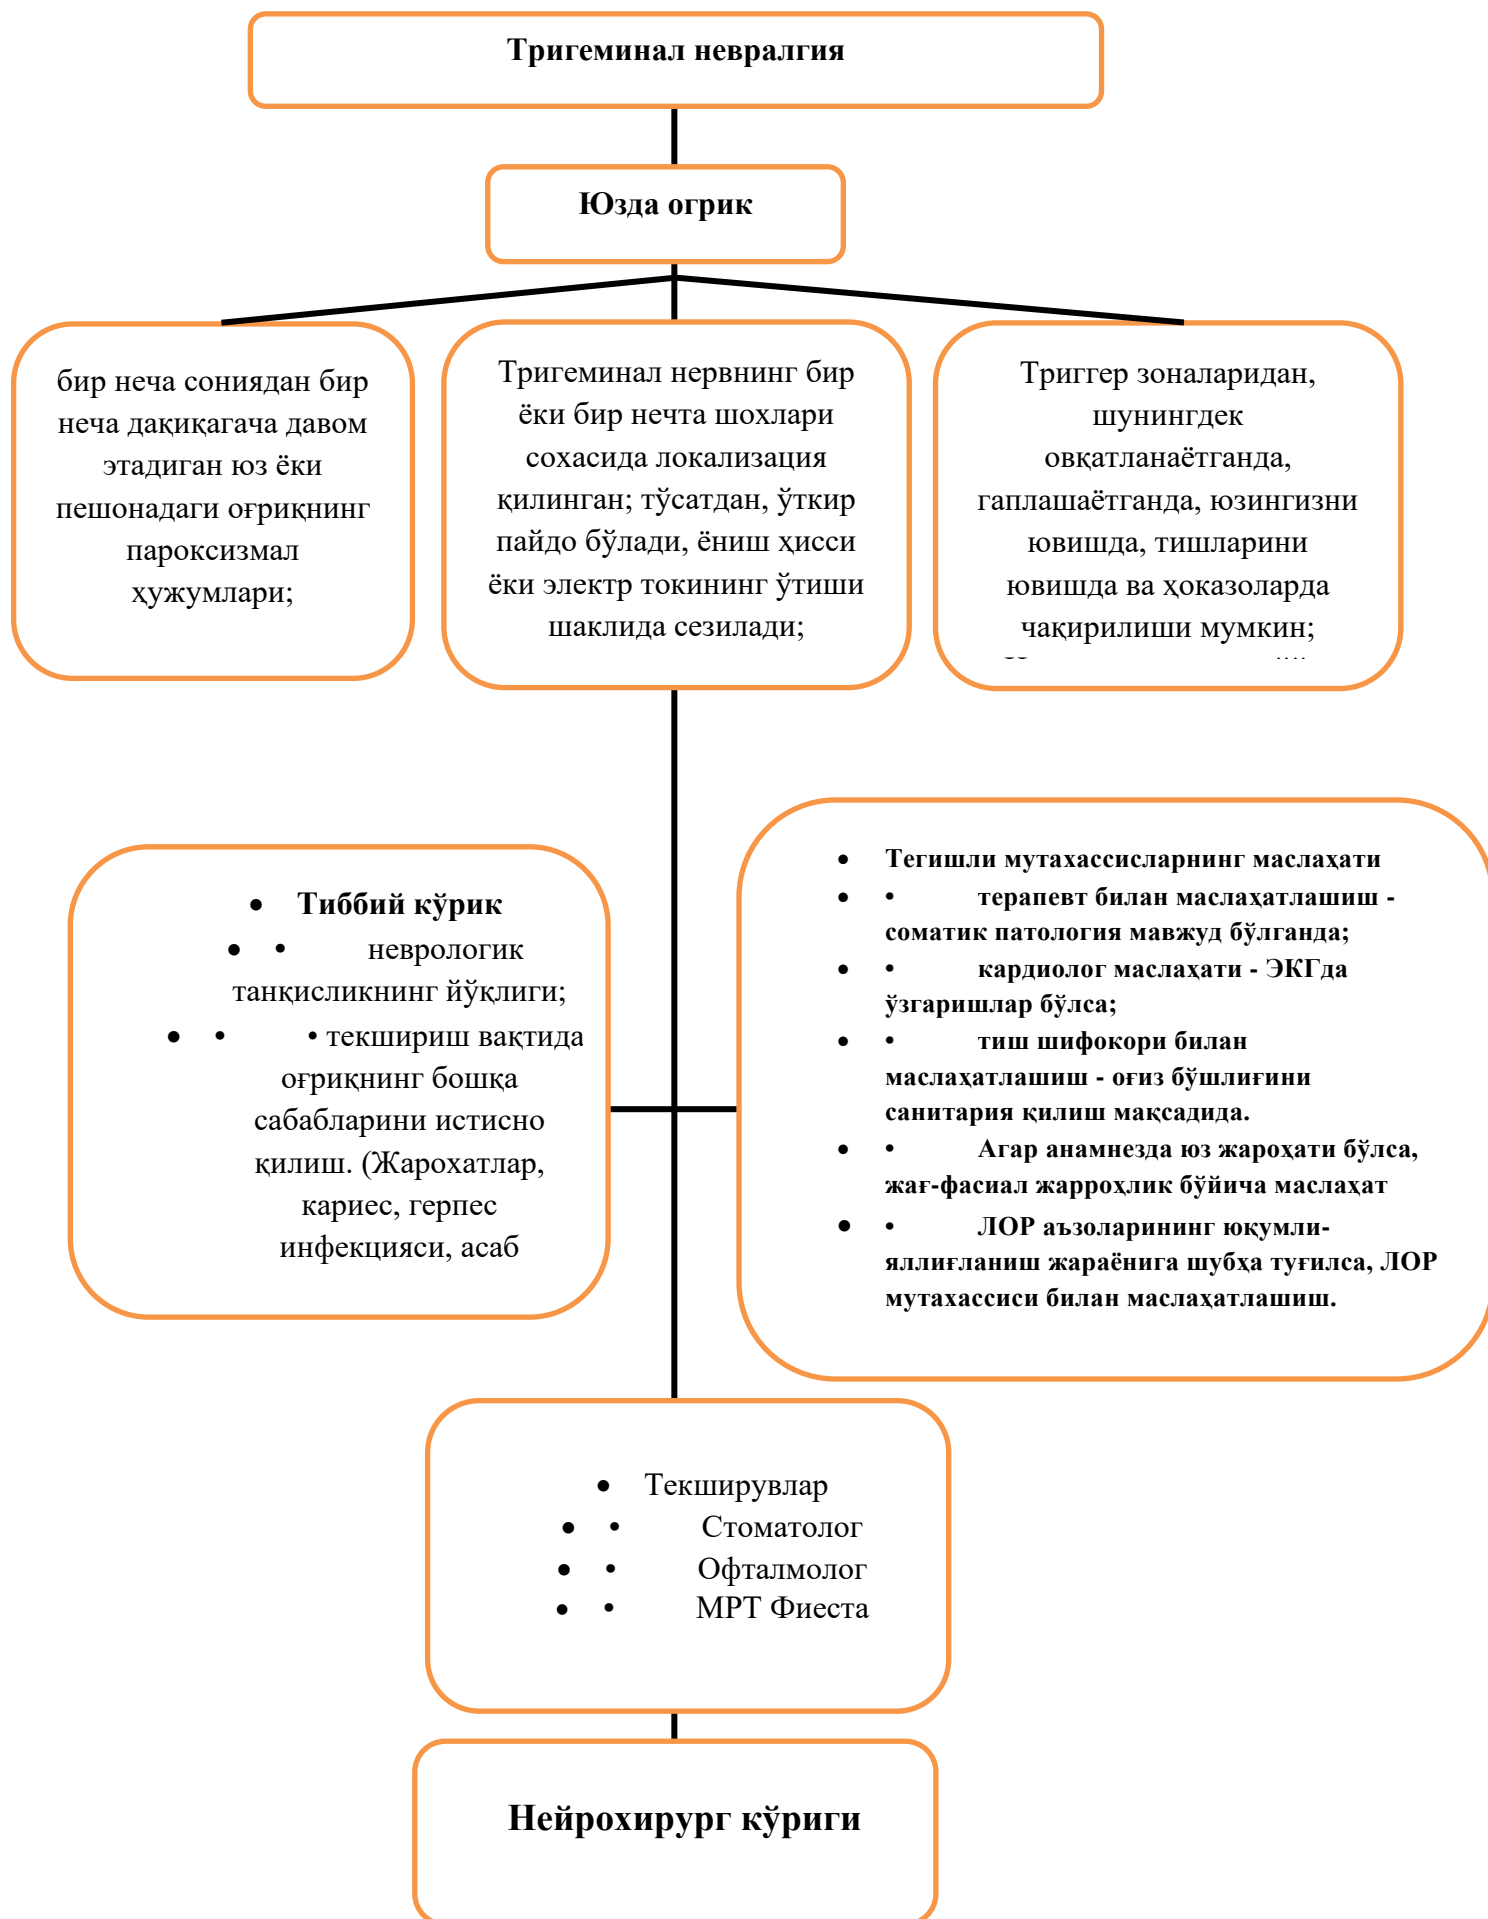 Тригеминал невралгия
Юзда огрик
бир неча сониядан бир
неча дақиқагача давом
этадиган юз ёки
пешонадаги оғриқнинг
пароксизмал
ҳужумлари;
Тригеминал нервнинг бир
ёки бир нечта шохлари
сохасида локализация
қилинган; тўсатдан, ўткир
пайдо бўлади, ёниш ҳисси
ёки электр токининг ўтиши
шаклида сезилади;
Триггер зоналаридан,
шунингдек
овқатланаётганда,
гаплашаётганда, юзингизни
ювишда, тишларини
ювишда ва ҳоказоларда
чақирилиши мумкин;
• Тиббий кўрик
• • неврологик
танқисликнинг йўқлиги;
• • • текшириш вақтида
оғриқнинг бошқа
сабабларини истисно
қилиш. (Жарохатлар,
кариес, герпес
инфекцияси, асаб
• Тегишли мутахассисларнинг маслаҳати
• • терапевт билан маслаҳатлашиш -
соматик патология мавжуд бўлганда;
• • кардиолог маслаҳати - ЭКГда
ўзгаришлар бўлса;
• • тиш шифокори билан
маслаҳатлашиш - оғиз бўшлиғини
санитария қилиш мақсадида.
• • Агар анамнезда юз жароҳати бўлса,
жағ-фасиал жарроҳлик бўйича маслаҳат
• • ЛОР аъзоларининг юқумли-
яллиғланиш жараёнига шубҳа туғилса, ЛОР
мутахассиси билан маслаҳатлашиш.
• Текширувлар
• • Стоматолог
• • Офталмолог
• • МРТ Фиеста
Нейрохирург кўриги